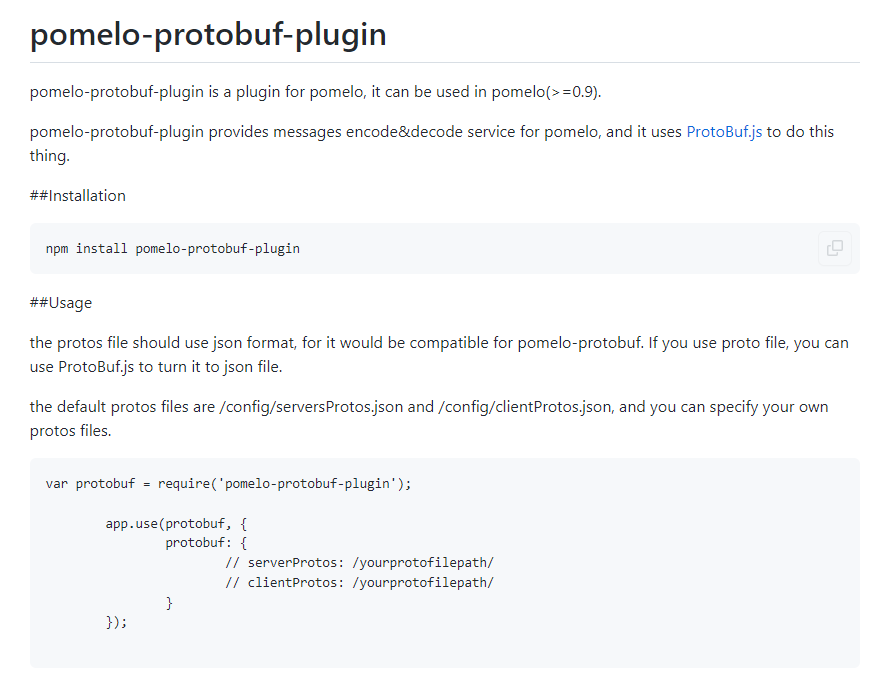 pomelo-protobuf-plugin
pomelo-protobuf-plugin is a plugin for pomelo, it can be used in pomelo(>=0.9).
pomelo-protobuf-plugin provides messages encode&decode service for pomelo, and it uses ProtoBuf.js to do this
thing.
##Installation
npm install pomelo-protobuf-plugin
##Usage
the protos file should use json format, for it would be compatible for pomelo-protobuf. If you use proto file, you can
use ProtoBuf.js to turn it to json file.
the default protos files are /config/serversProtos.json and /config/clientProtos.json, and you can specify your own
protos files.
var protobuf = require('pomelo-protobuf-plugin');
app.use(protobuf, {
protobuf: {
// serverProtos: /yourprotofilepath/
// clientProtos: /yourprotofilepath/
}
});